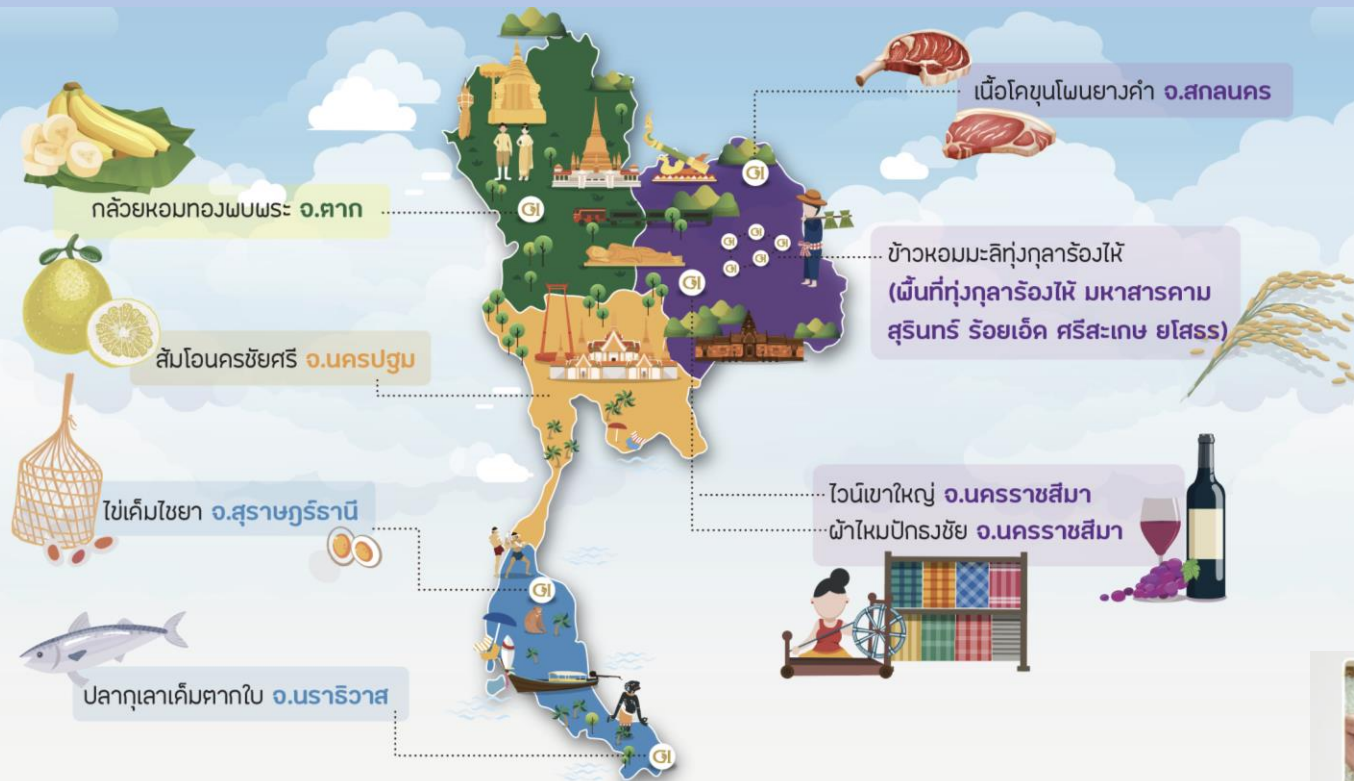 เนื้อโคขุนโพนยางคำ จ.สกลนคร
กล้วยหอมทองพบพระ จ.ตาก
ข้าวหอมมะลิทุ่งกุลาร้องไห้
(พื้นที่ทุ่งกุลาร้องไห้ มหาสารคาม
สุรินทร์ ร้อยเอ็ด ศรีสะเกษ ยโสธร)
ส้มโอนครชัยศรี จ.นครปฐม
ไวน์เขาใหญ่ จ.นครราชสีมา
ผ้าไหมปักธงชัย จ.นครราชสีมา
ไข่เค็มไชยา จ.สุราษฎร์ธานี
ปลากุเลาเค็มตากใบ จ.นราธิวาส
GI
GI
GI
GI
GI
GI
GI
GI
GI
GI